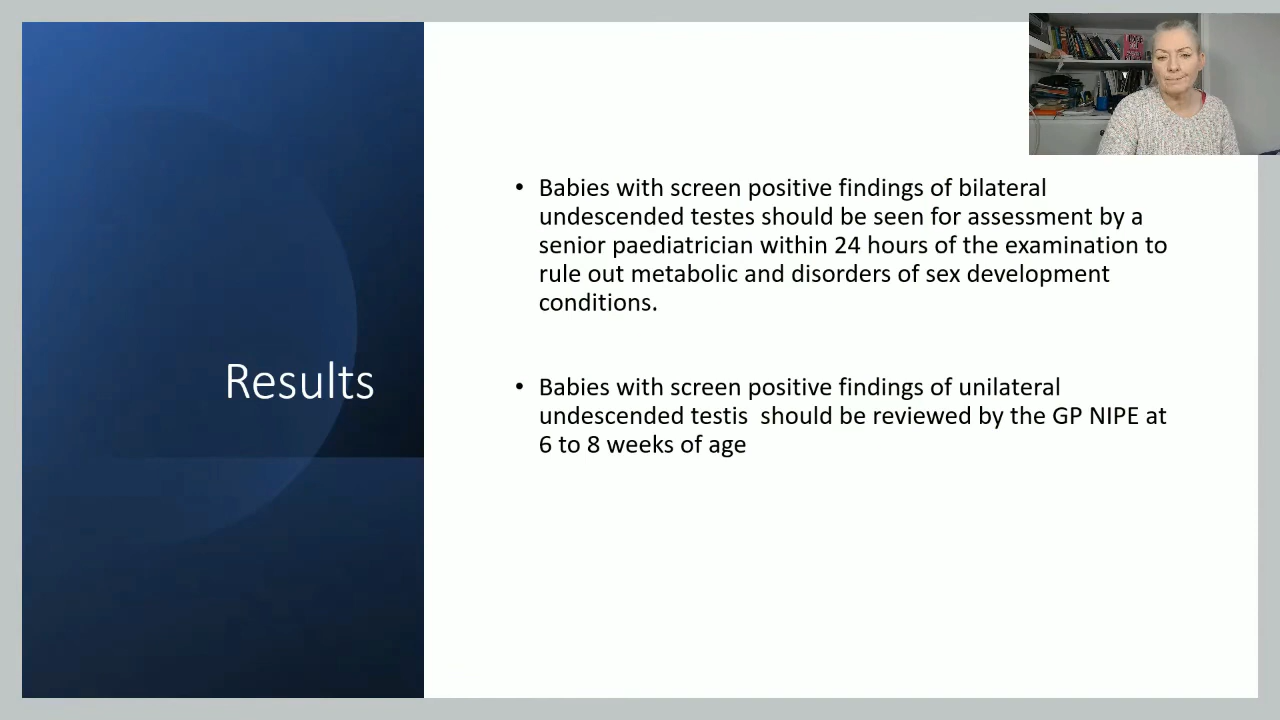 Results
• Babies with screen positive findings of bilateral
undescended testes should be seen for assessment by a
senior paediatrician within 24 hours of the examination to
rule out metabolic and disorders of sex development
conditions.
• Babies with screen positive findings of unilateral
undescended testis  should be reviewed by the GP NIPE at
6 to 8 weeks of age